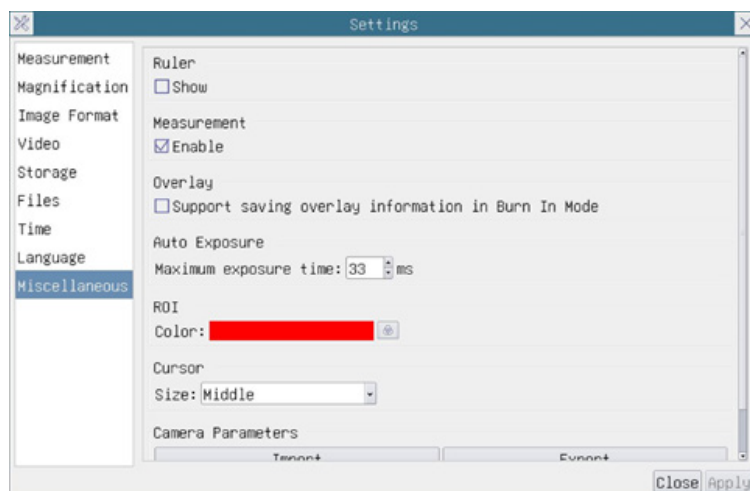 Settings
Measurement
Magnification
Image Format
Video
Storage
Files
Time
Language
Miscellaneous
Ruler
Show
Measurement
Enable
Overlay
Support saving overlay information in Burn In Mode
Auto Exposure
Maximum exposure time: 33 ms
ROI
Color:
Cursor
Size: Middle
Camera Parameters
Import Export
Close Apply